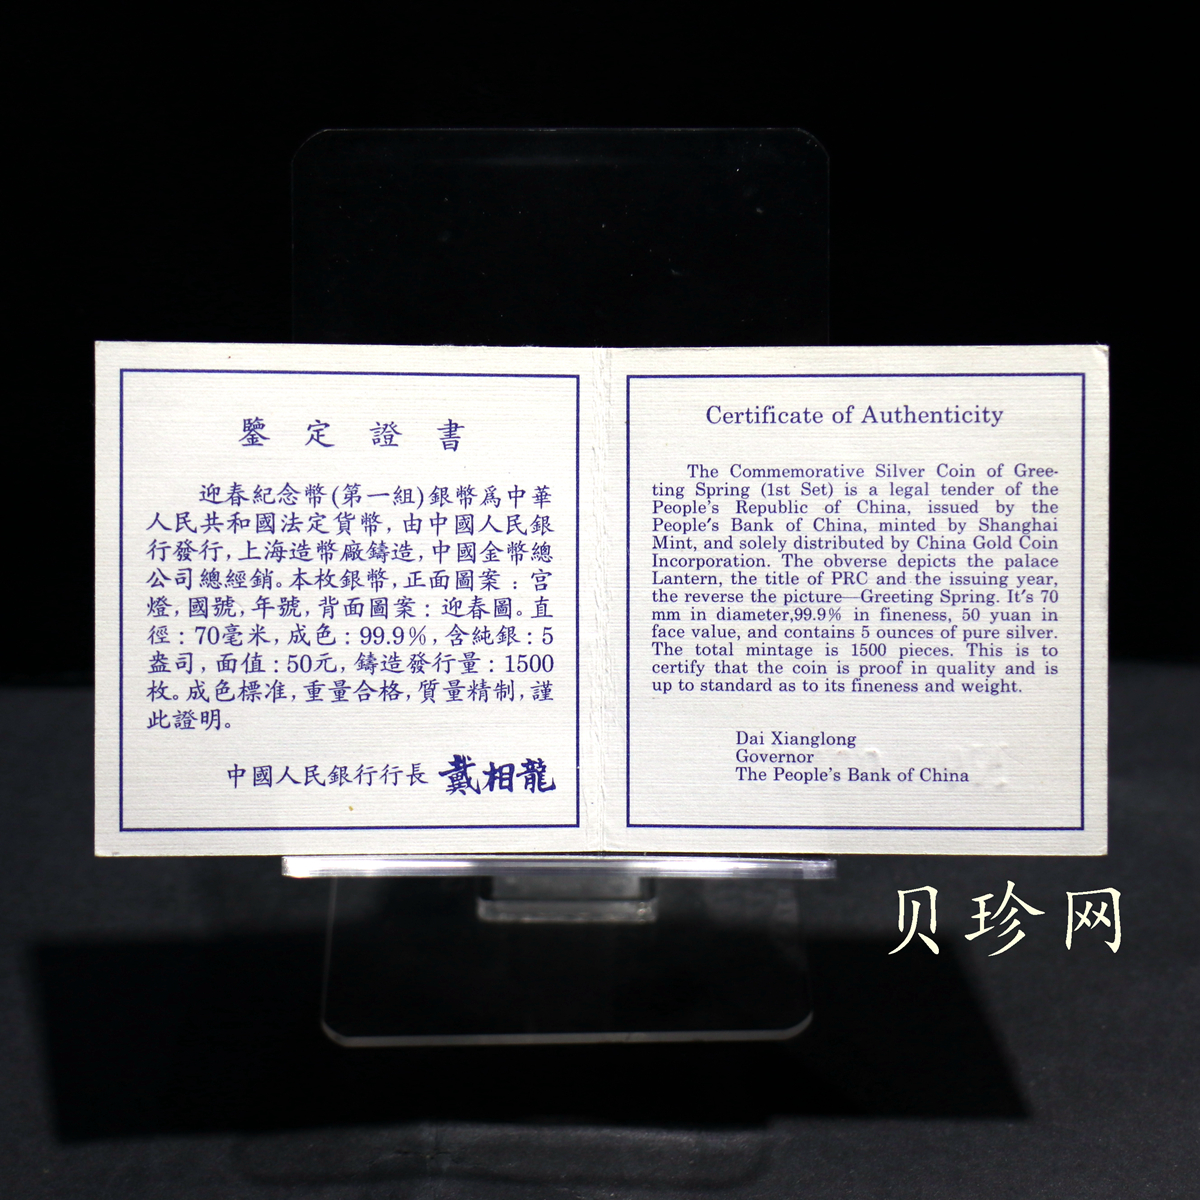 鑒定證書
迎春紀念幣(第一組)銀幣爲中華
人民共和國法定貨幣,由中國人民銀
行發行,上海造幣廠鑄造,中國金幣總
公司總經銷。本枚銀幣,正面圖案:宫
燈,國號,年號,背面圖案:迎春圖。直
徑:70毫米,成色:99.9%,含純銀:5
盎司,面值:50元,鑄造發行量:1500
枚。成色標准,重量合格,質量精制,謹
此證明。
中國人民銀行行長 戴相龍
Certificate of Authenticity
The Commemorative Silver Coin of Gree-
ting Spring (1st Set) is a legal tender of the
People's Republic of China, issued by the
People's Bank of China, minted by Shanghai
Mint, and solely distributed by China Gold Coin
Incorporation. The obverse depicts the palace
Lantern, the title of PRC and the issuing year,
the reverse the picture—Greeting Spring. It's 70
mm in diameter,99.9% in fineness, 50 yuan in
face value, and contains 5 ounces of pure silver.
The total mintage is 1500 pieces. This is to
certify that the coin is proof in quality and is
up to standard as to its fineness and weight.
Dai Xianglong
Governor
The People's Bank of China
贝珍网